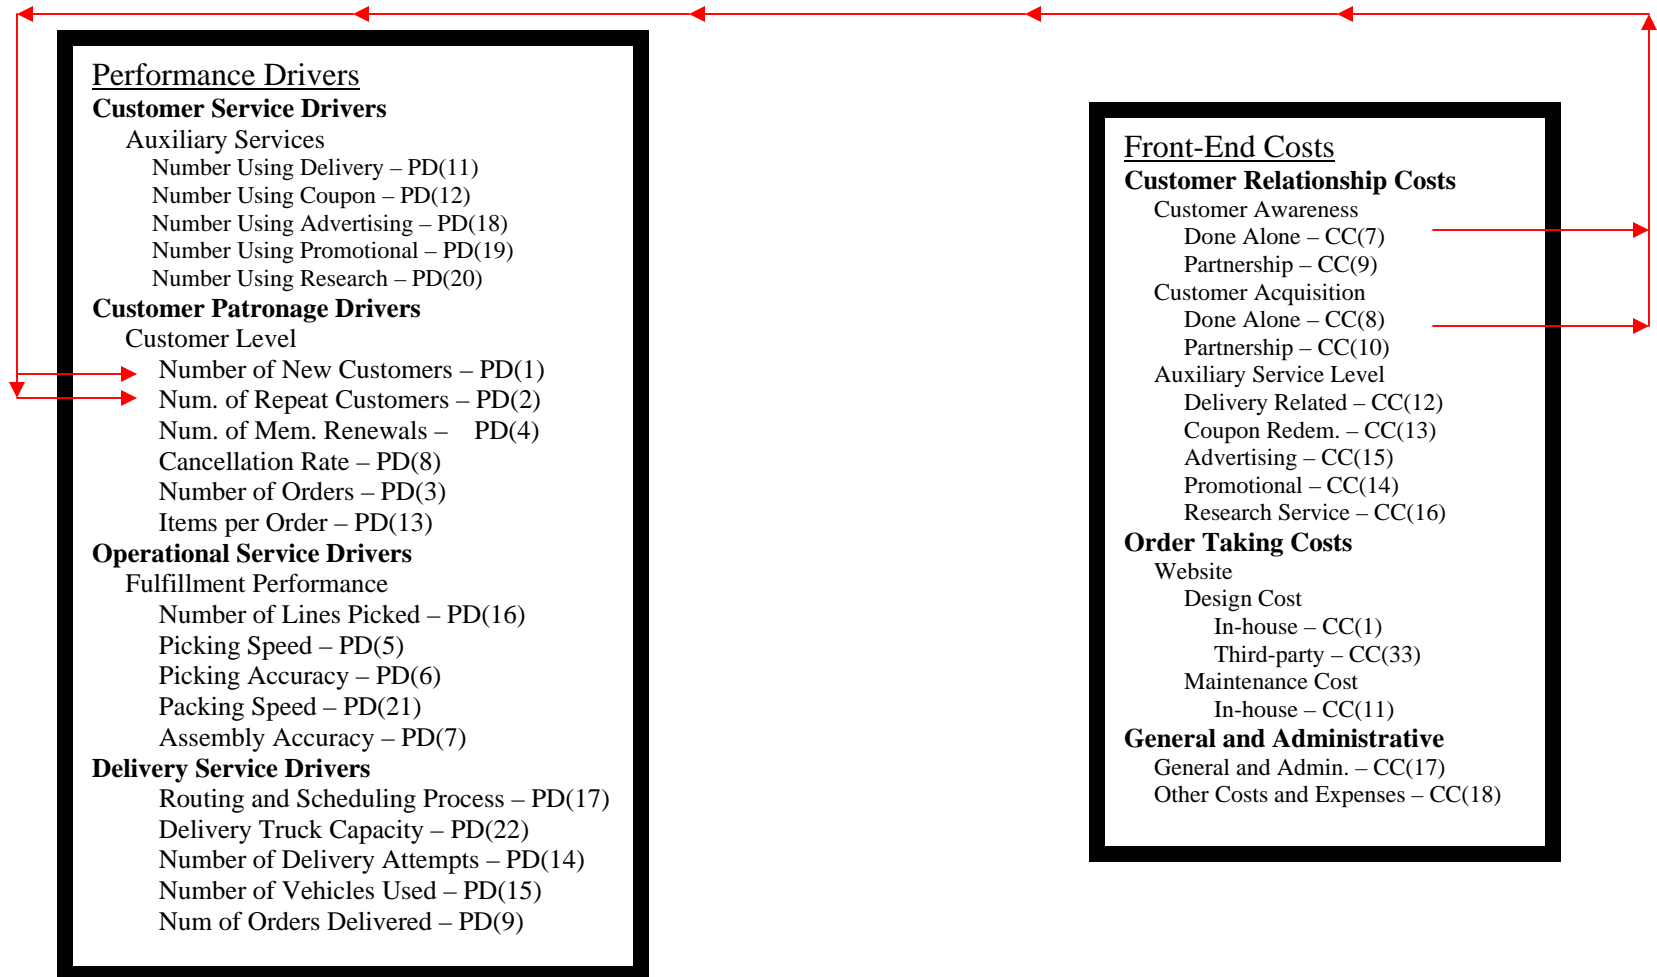 Performance Drivers
Customer Service Drivers
Auxiliary Services
Number Using Delivery – PD(11)
Number Using Coupon – PD(12)
Number Using Advertising – PD(18)
Number Using Promotional – PD(19)
Number Using Research – PD(20)
Customer Patronage Drivers
Customer Level
Number of New Customers – PD(1)
Num. of Repeat Customers – PD(2)
Num. of Mem. Renewals – PD(4)
Cancellation Rate – PD(8)
Number of Orders – PD(3)
Items per Order – PD(13)
Operational Service Drivers
Fulfillment Performance
Number of Lines Picked – PD(16)
Picking Speed – PD(5)
Picking Accuracy – PD(6)
Packing Speed – PD(21)
Assembly Accuracy – PD(7)
Delivery Service Drivers
Routing and Scheduling Process – PD(17)
Delivery Truck Capacity – PD(22)
Number of Delivery Attempts – PD(14)
Number of Vehicles Used – PD(15)
Num of Orders Delivered – PD(9)
Front-End Costs
Customer Relationship Costs
Customer Awareness
Done Alone – CC(7)
Partnership – CC(9)
Customer Acquisition
Done Alone – CC(8)
Partnership – CC(10)
Auxiliary Service Level
Delivery Related – CC(12)
Coupon Redem. – CC(13)
Advertising – CC(15)
Promotional – CC(14)
Research Service – CC(16)
Order Taking Costs
Website
Design Cost
In-house – CC(1)
Third-party – CC(33)
Maintenance Cost
In-house – CC(11)
General and Administrative
General and Admin. – CC(17)
Other Costs and Expenses – CC(18)